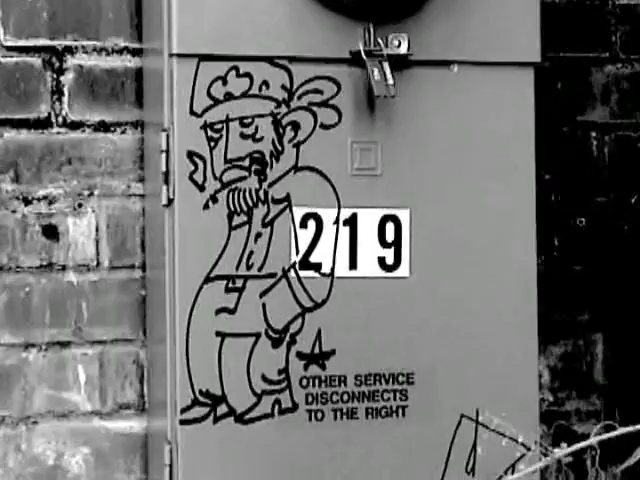 219
OTHER SERVICE
DISCONNECTS
TO THE RIGHT